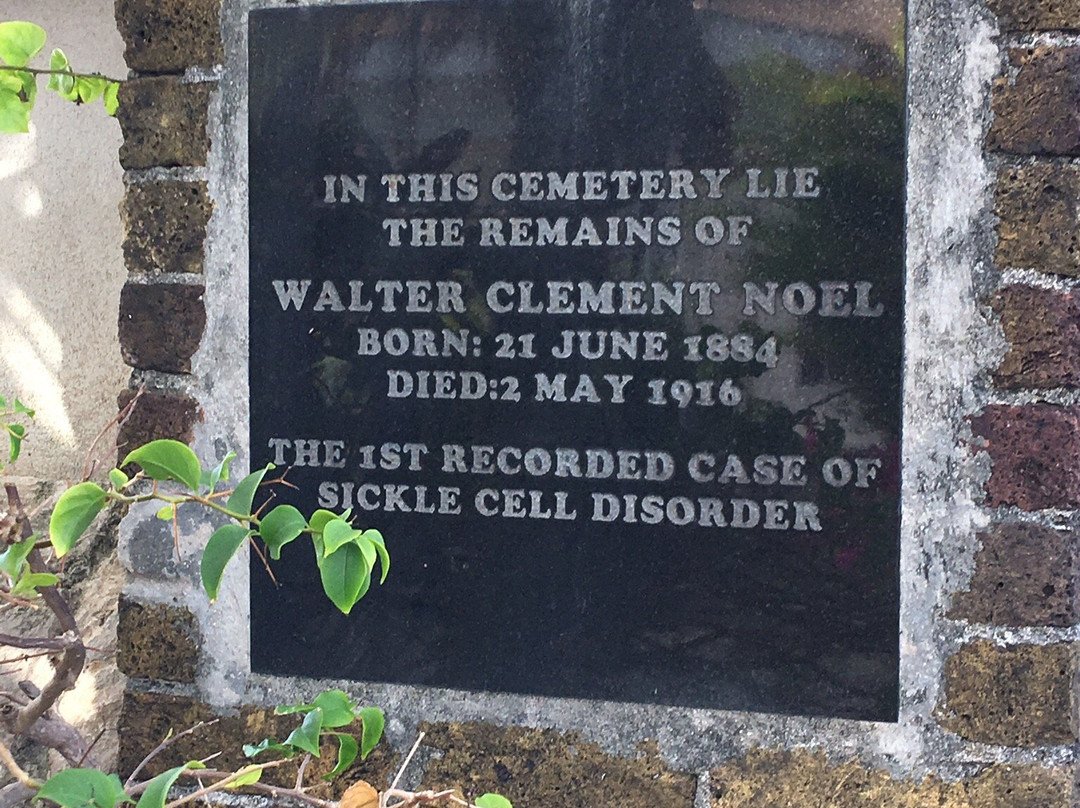 IN THIS CEMETERY LIE
THE REMAINS OF
WALTER CLEMENT NOEL
BORN: 21 JUNE 1884
DIED:2 MAY 1916
THE 1ST RECORDED CASE OF
SICKLE CELL DISORDER